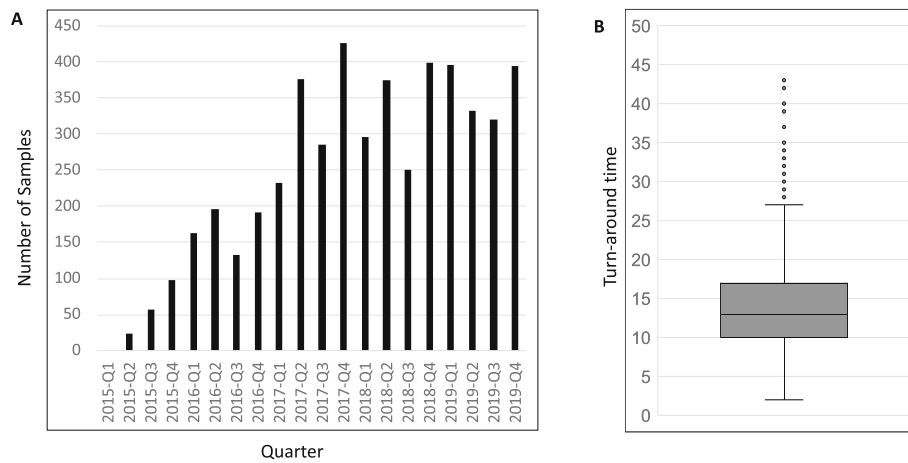 A
450
400
350
300
250
200
150
100
50
0
Number of Samples
2015-Q1
2015-Q2
2015-Q3
2015-Q4
2016-Q1
2016-Q2
2016-Q3
2016-Q4
2017-Q1
2017-Q2
2017-Q3
2017-Q4
2018-Q1
2018-Q2
2018-Q3
2018-Q4
2019-Q1
2019-Q2
2019-Q3
2019-Q4
Quarter
B
50
45
40
35
30
25
20
15
10
5
0
Turn-around time